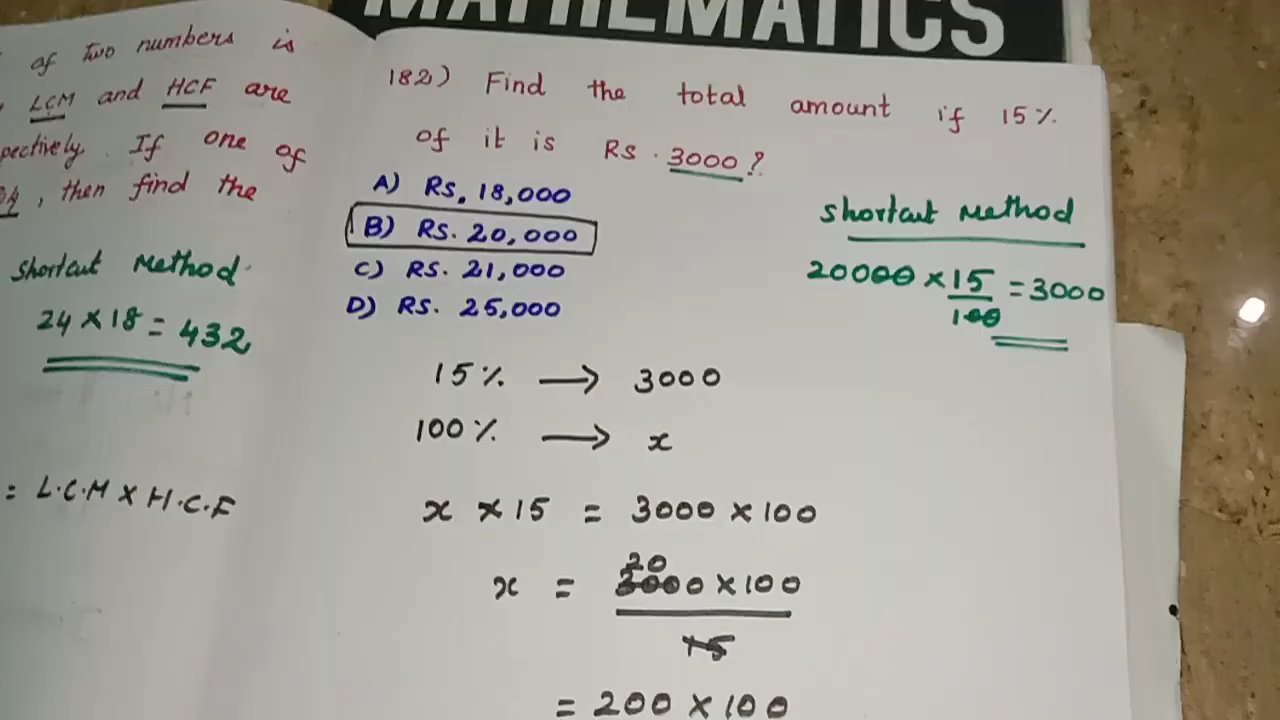 MATHEMATICS
of two numbers is
LCM and HCF are
pectively. If one of
, then find the
shortcut method
24 × 18 = 432
= L.C.M × H.C.F
182) Find the total amount if 15%
of it is Rs. 3000?
A) Rs. 18,000
B) Rs. 20,000
C) Rs. 21,000
D) Rs. 25,000
shortcut method
20000 × 15 = 3000
100
15% → 3000
100% → x
x × 15 = 3000 × 100
20
x = 3000 × 100
15
= 200 × 100